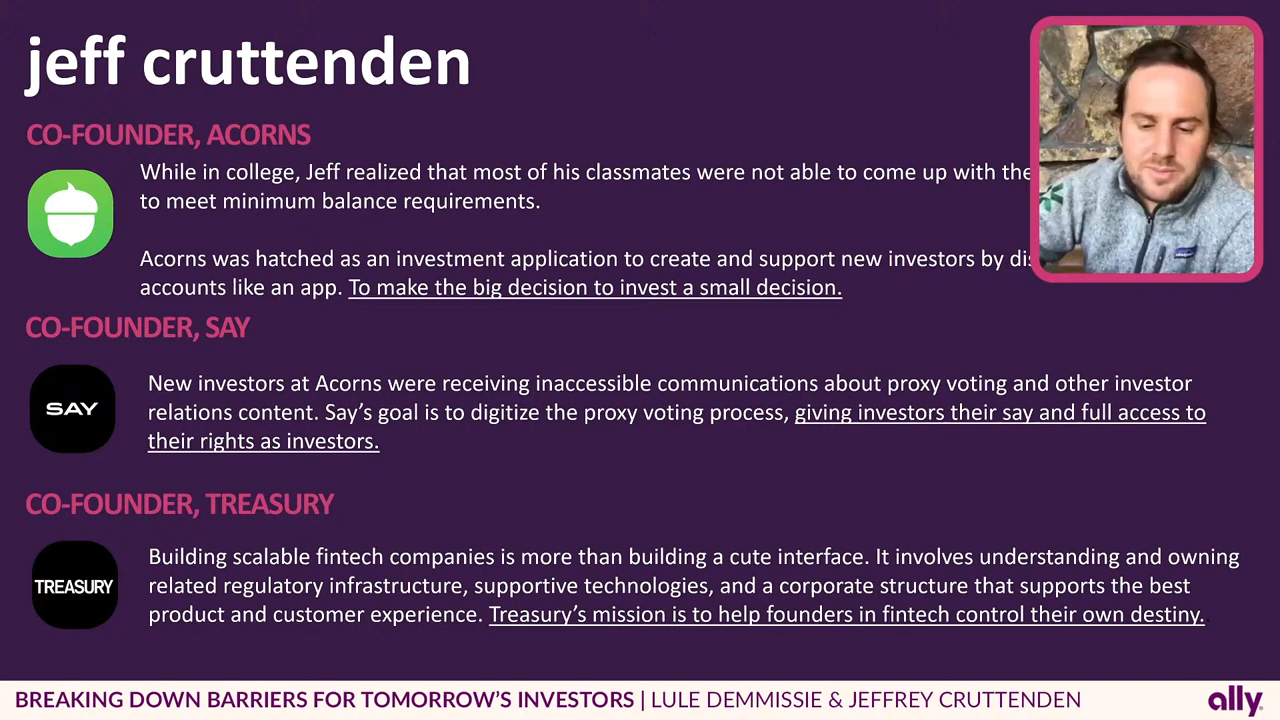 jeff cruttenden
CO-FOUNDER, ACORNS
While in college, Jeff realized that most of his classmates were not able to come up with the
to meet minimum balance requirements.
Acorns was hatched as an investment application to create and support new investors by
accounts like an app. To make the big decision to invest a small decision.
CO-FOUNDER, SAY
SAY
New investors at Acorns were receiving inaccessible communications about proxy voting and other investor
relations content. Say’s goal is to digitize the proxy voting process, giving investors their say and full access to
their rights as investors.
CO-FOUNDER, TREASURY
TREASURY
Building scalable fintech companies is more than building a cute interface. It involves understanding and owning
related regulatory infrastructure, supportive technologies, and a corporate structure that supports the best
product and customer experience. Treasury’s mission is to help founders in fintech control their own destiny.
BREAKING DOWN BARRIERS FOR TOMORROW’S INVESTORS | LULE DEMMISSIE & JEFFREY CRUTTENDEN
ally